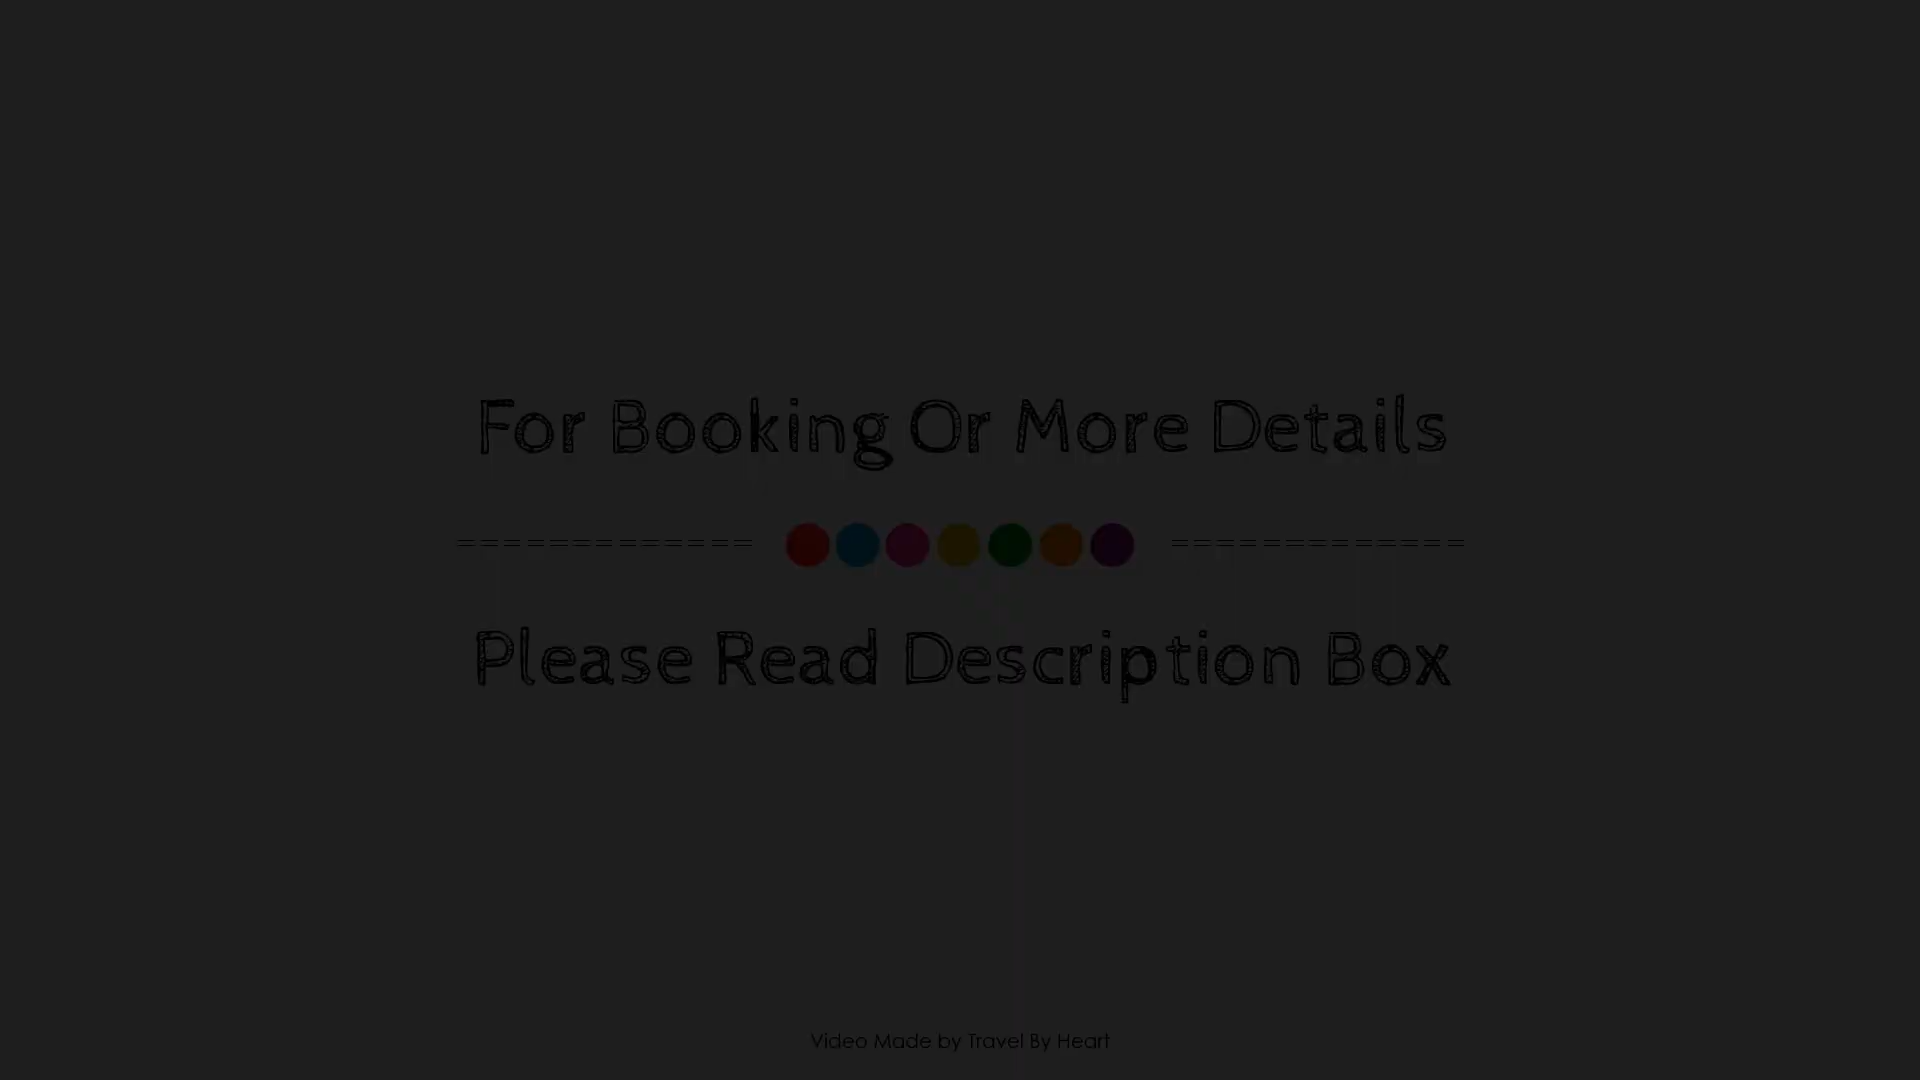 For Booking Or More Details
============= =============
Please Read Description Box
Video Made by Travel By Heart